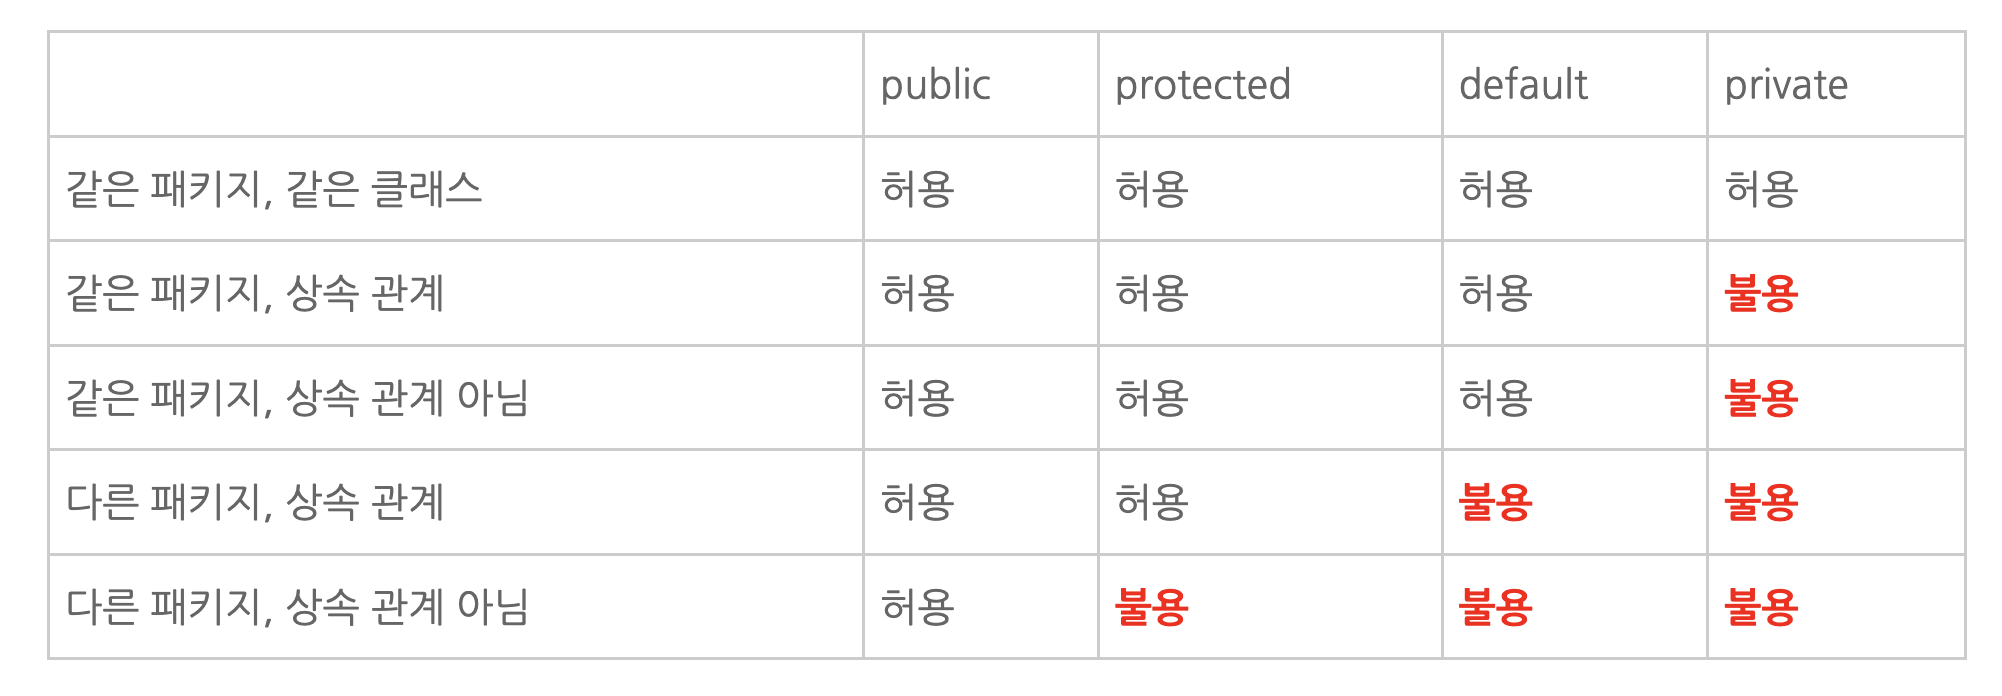 public protected default private
같은 패키지, 같은 클래스 허용 허용 허용 허용
같은 패키지, 상속 관계 허용 허용 허용 불용
같은 패키지, 상속 관계 아님 허용 허용 허용 불용
다른 패키지, 상속 관계 허용 허용 불용 불용
다른 패키지, 상속 관계 아님 허용 불용 불용 불용